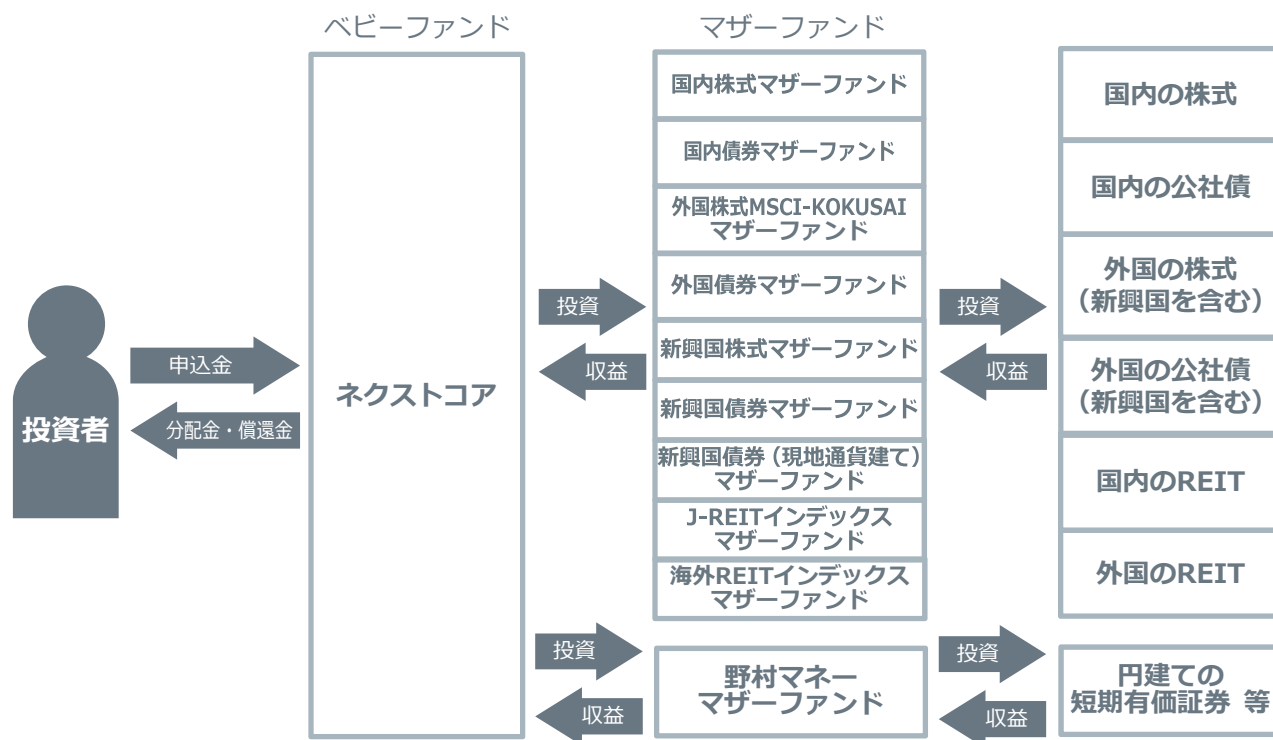 ベビーファンド
マザーファンド
投資者
申込金
分配金・償還金
ネクストコア
投資
収益
国内株式マザーファンド
国内債券マザーファンド
外国株式MSCI-KOKUSAI
マザーファンド
外国債券マザーファンド
新興国株式マザーファンド
新興国債券マザーファンド
新興国債券（現地通貨建て）
マザーファンド
J-REITインデックス
マザーファンド
海外REITインデックス
マザーファンド
投資
収益
国内の株式
国内の公社債
外国の株式
（新興国を含む）
外国の公社債
（新興国を含む）
国内のREIT
外国のREIT
投資
収益
野村マネー
マザーファンド
投資
収益
円建ての
短期有価証券 等